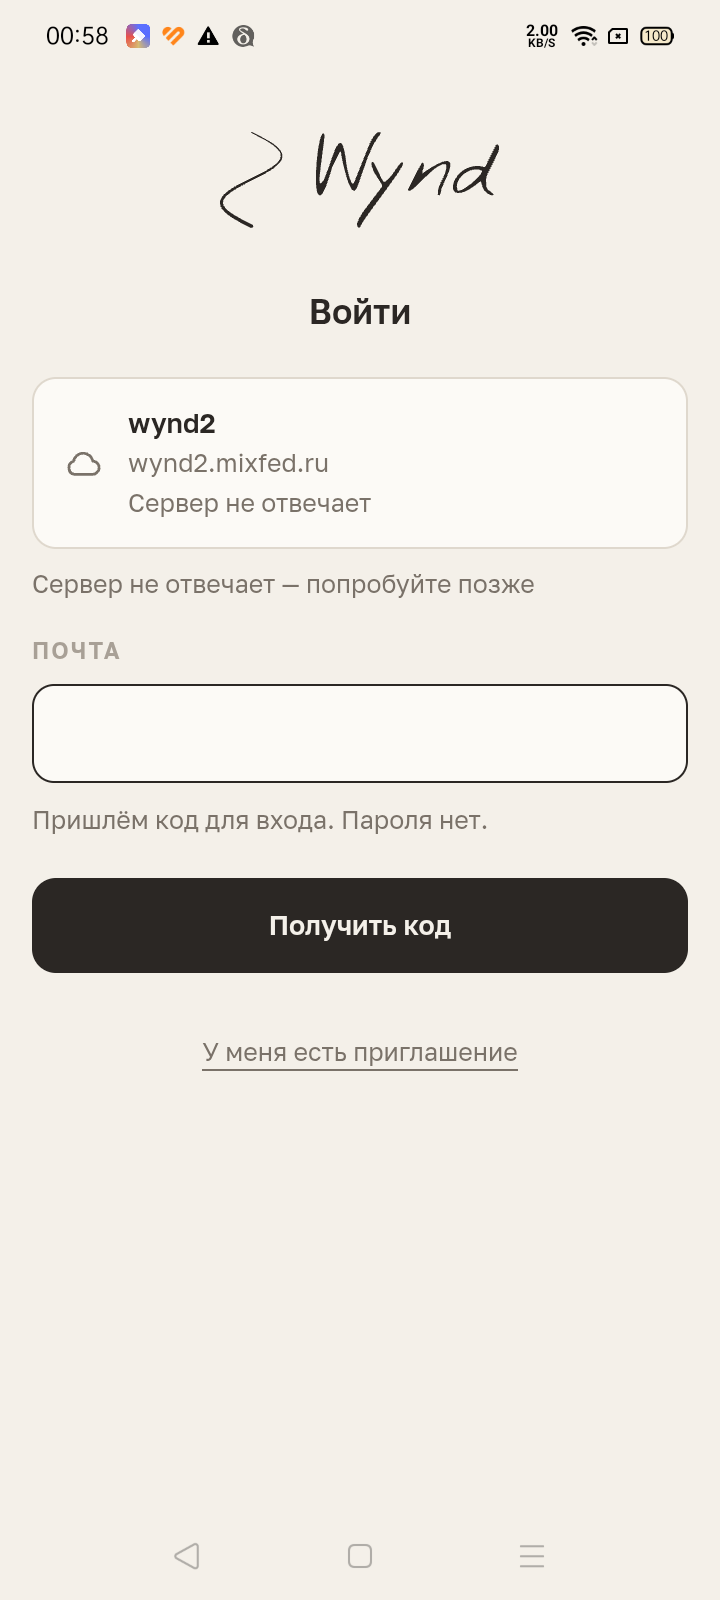 00:58
2.00
KB/S
100
Wynd
Войти
wynd2
wynd2.mixfed.ru
Сервер не отвечает
Сервер не отвечает — попробуйте позже
ПОЧТА
Пришлём код для входа. Пароля нет.
Получить код
У меня есть приглашение